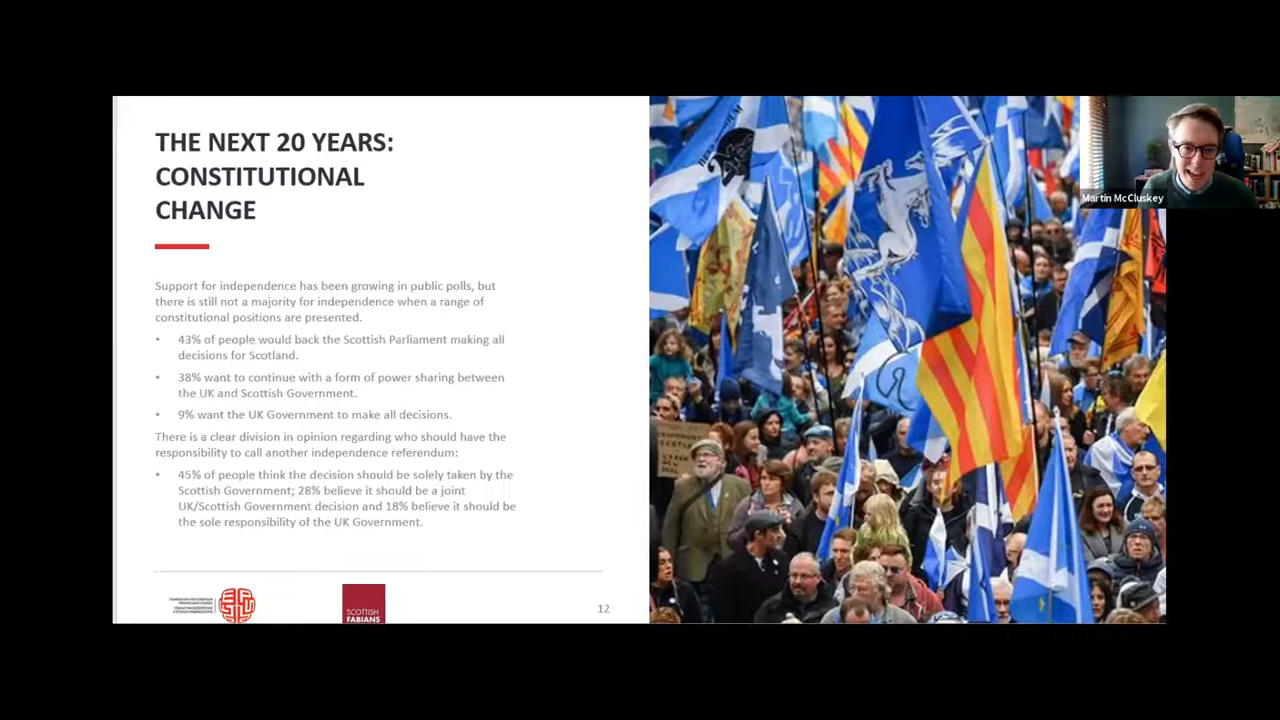 THE NEXT 20 YEARS:
CONSTITUTIONAL
CHANGE
Support for independence has been growing in public polls, but
there is still not a majority for independence when a range of
constitutional positions are presented.
• 43% of people would back the Scottish Parliament making all
decisions for Scotland.
• 38% want to continue with a form of power sharing between
the UK and Scottish Government.
• 9% want the UK Government to make all decisions.
There is a clear division in opinion regarding who should have the
responsibility to call another independence referendum:
• 45% of people think the decision should be solely taken by the
Scottish Government; 28% believe it should be a joint
UK/Scottish Government decision and 18% believe it should be
the sole responsibility of the UK Government.
SCOTTISH
FABIANS
12
Martin McCluskey